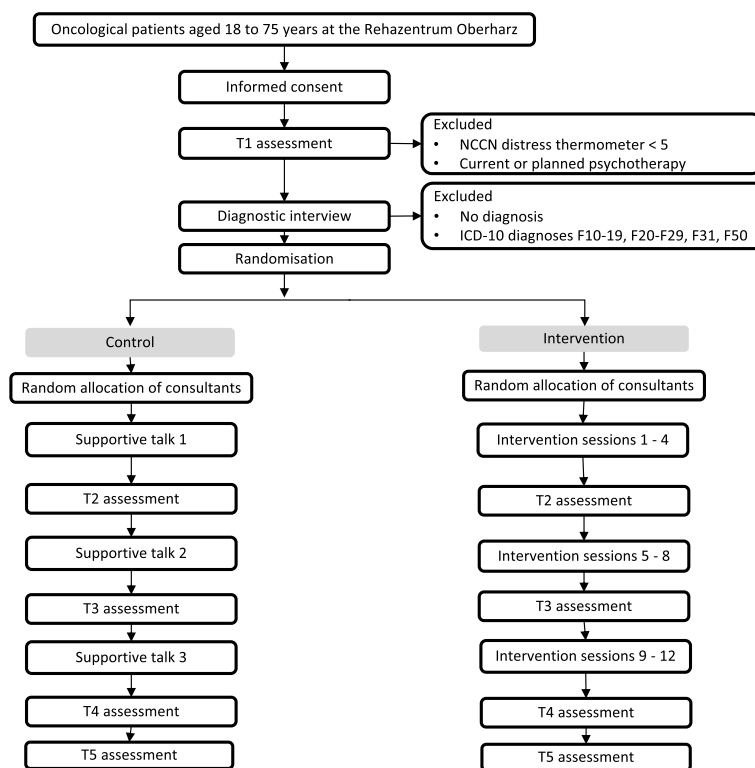 Oncological patients aged 18 to 75 years at the Rehazentrum Oberharz
Informed consent
T1 assessment
Excluded
• NCCN distress thermometer < 5
• Current or planned psychotherapy
Diagnostic interview
Excluded
• No diagnosis
• ICD-10 diagnoses F10-19, F20-F29, F31, F50
Randomisation
Control
Random allocation of consultants
Supportive talk 1
T2 assessment
Supportive talk 2
T3 assessment
Supportive talk 3
T4 assessment
T5 assessment
Intervention
Random allocation of consultants
Intervention sessions 1 - 4
T2 assessment
Intervention sessions 5 - 8
T3 assessment
Intervention sessions 9 - 12
T4 assessment
T5 assessment